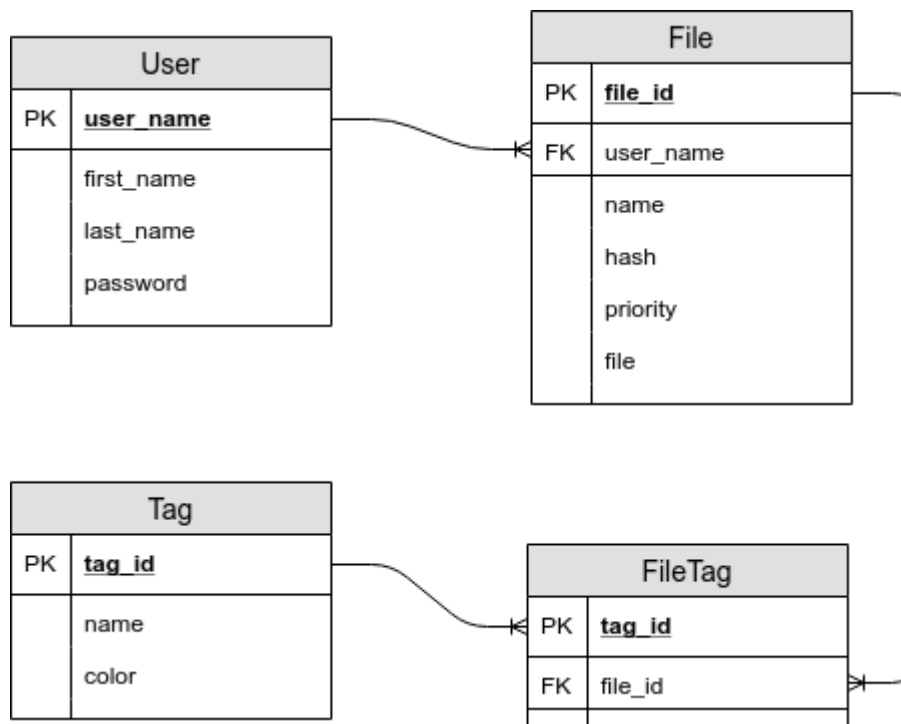 User
PK user_name
first_name
last_name
password
File
PK file_id
FK user_name
name
hash
priority
file
Tag
PK tag_id
name
color
FileTag
PK tag_id
FK file_id